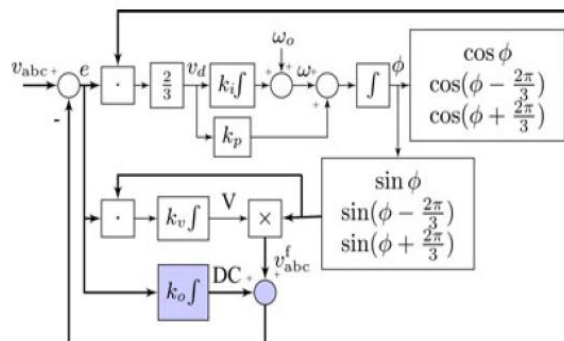 ω_o
v_abc + e · 2/3 v_d k_i∫ + + ω + ∫ φ
-
k_p +
cos φ
cos(φ − 2π/3)
cos(φ + 2π/3)
sin φ
sin(φ − 2π/3)
sin(φ + 2π/3)
· k_v∫ V ×
v_abc^f
k_o∫ DC + +